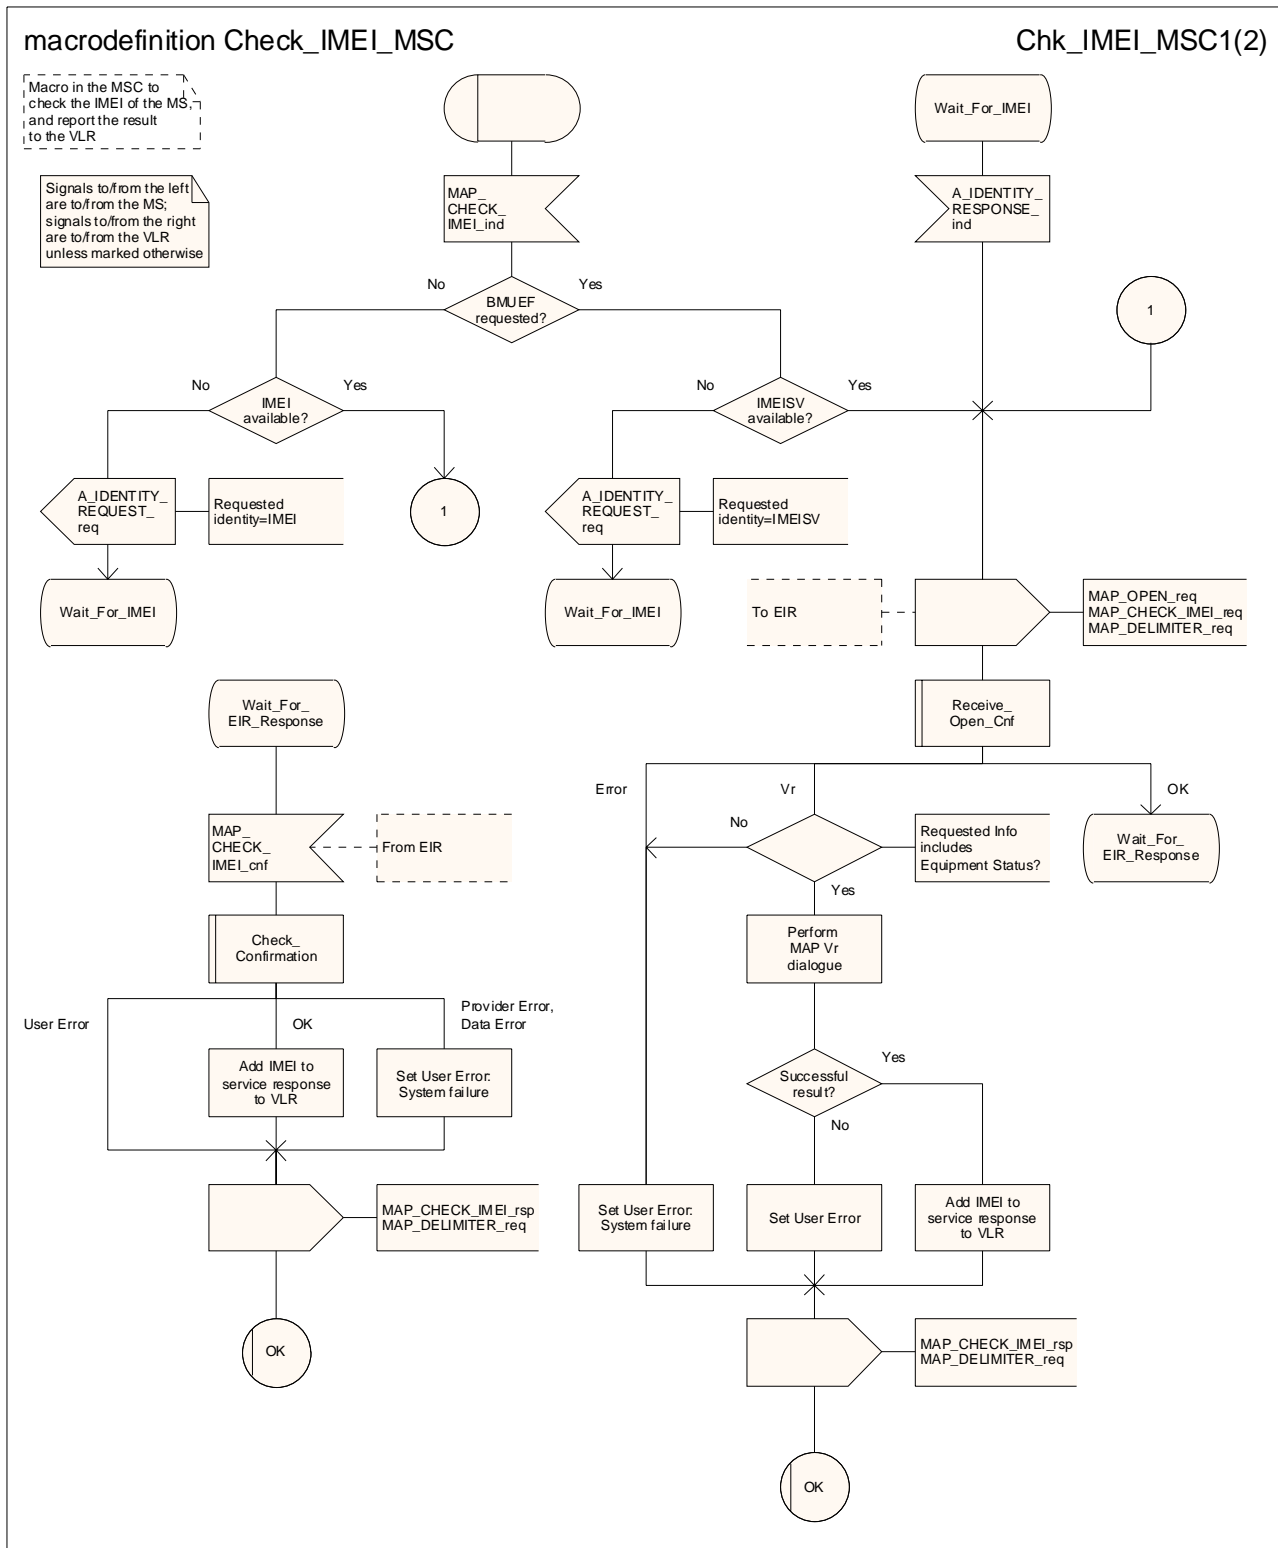 macrodefinition Check_IMEI_MSC
Chk_IMEI_MSC1(2)
Macro in the MSC to
check the IMEI of the MS,
and report the result
to the VLR
Wait_For_IMEI
Signals to/from the left
are to/from the MS;
signals to/from the right
are to/from the VLR
unless marked otherwise
MAP_
CHECK_
IMEI_ind
A_IDENTITY_
RESPONSE_
ind
No
Yes
BMUEF
requested?
1
No
Yes
IMEI
available?
No
Yes
IMEISV
available?
A_IDENTITY_
REQUEST_
req
Requested
identity=IMEI
1
A_IDENTITY_
REQUEST_
req
Requested
identity=IMEISV
Wait_For_IMEI
Wait_For_IMEI
To EIR
MAP_OPEN_req
MAP_CHECK_IMEI_req
MAP_DELIMITER_req
Wait_For_
EIR_Response
Receive_
Open_Cnf
Error
Vr
OK
MAP_
CHECK_
IMEI_cnf
From EIR
No
Requested Info
includes
Equipment Status?
Wait_For_
EIR_Response
Yes
Check_
Confirmation
Perform
MAP Vr
dialogue
User Error
OK
Provider Error,
Data Error
Add IMEI to
service response
to VLR
Set User Error:
System failure
Successful
result?
Yes
No
MAP_CHECK_IMEI_rsp
MAP_DELIMITER_req
Set User Error:
System failure
Set User Error
Add IMEI to
service response
to VLR
OK
MAP_CHECK_IMEI_rsp
MAP_DELIMITER_req
OK